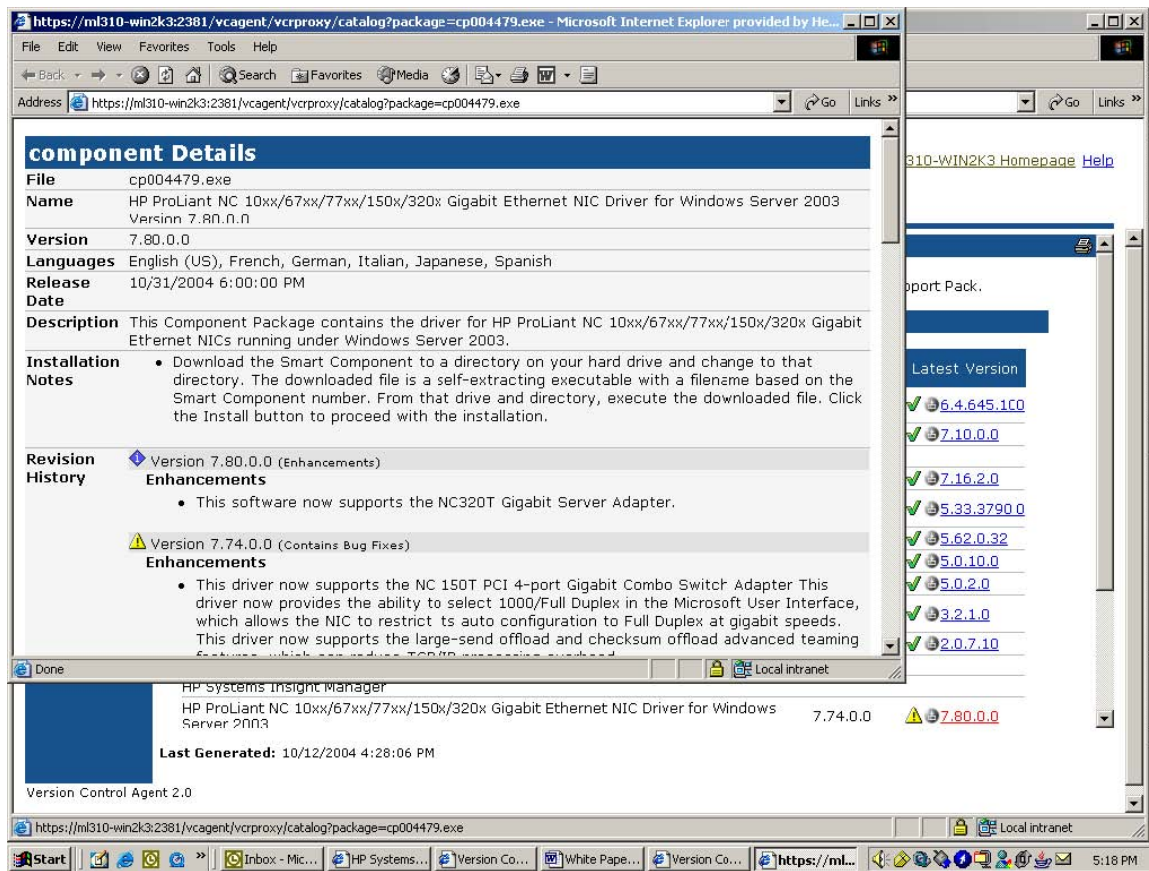 https://ml310-win2k3:2381/vcagent/vcrproxy/catalog?package=cp004479.exe - Microsoft Internet Explorer provided by He...
File Edit View Favorites Tools Help
Back Search Favorites Media
Address https://ml310-win2k3:2381/vcagent/vcrproxy/catalog?package=cp004479.exe Go Links »
Go Links »
component Details
File cp004479.exe
Name HP ProLiant NC 10xx/67xx/77xx/150x/320x Gigabit Ethernet NIC Driver for Windows Server 2003
Version 7.80.0.0
Version 7.80.0.0
Languages English (US), French, German, Italian, Japanese, Spanish
Release 10/31/2004 6:00:00 PM
Date
Description This Component Package contains the driver for HP ProLiant NC 10xx/67xx/77xx/150x/320x Gigabit
Ethernet NICs running under Windows Server 2003.
Installation • Download the Smart Component to a directory on your hard drive and change to that
Notes directory. The downloaded file is a self-extracting executable with a filename based on the
Smart Component number. From that drive and directory, execute the downloaded file. Click
the Install button to proceed with the installation.
Revision Version 7.80.0.0 (Enhancements)
History Enhancements
• This software now supports the NC320T Gigabit Server Adapter.
Version 7.74.0.0 (Contains Bug Fixes)
Enhancements
• This driver now supports the NC 150T PCI 4-port Gigabit Combo Switch Adapter This
driver now provides the ability to select 1000/Full Duplex in the Microsoft User Interface,
which allows the NIC to restrict ts auto configuration to Full Duplex at gigabit speeds.
This driver now supports the large-send offload and checksum offload advanced teaming
features, which can reduce TCP/IP processing overhead.
Done Local intranet
310-WIN2K3 Homepage Help
pport Pack.
Latest Version
6.4.645.100
7.10.0.0
7.16.2.0
5.33.3790.0
5.62.0.32
5.0.10.0
5.0.2.0
3.2.1.0
2.0.7.10
HP Systems Insight Manager
HP ProLiant NC 10xx/67xx/77xx/150x/320x Gigabit Ethernet NIC Driver for Windows 7.74.0.0 7.80.0.0
Server 2003
Last Generated: 10/12/2004 4:28:06 PM
Version Control Agent 2.0
https://ml310-win2k3:2381/vcagent/vcrproxy/catalog?package=cp004479.exe Local intranet
Start » Inbox - Mic... HP Systems... Version Co... White Pape... Version Co... https://ml... 5:18 PM